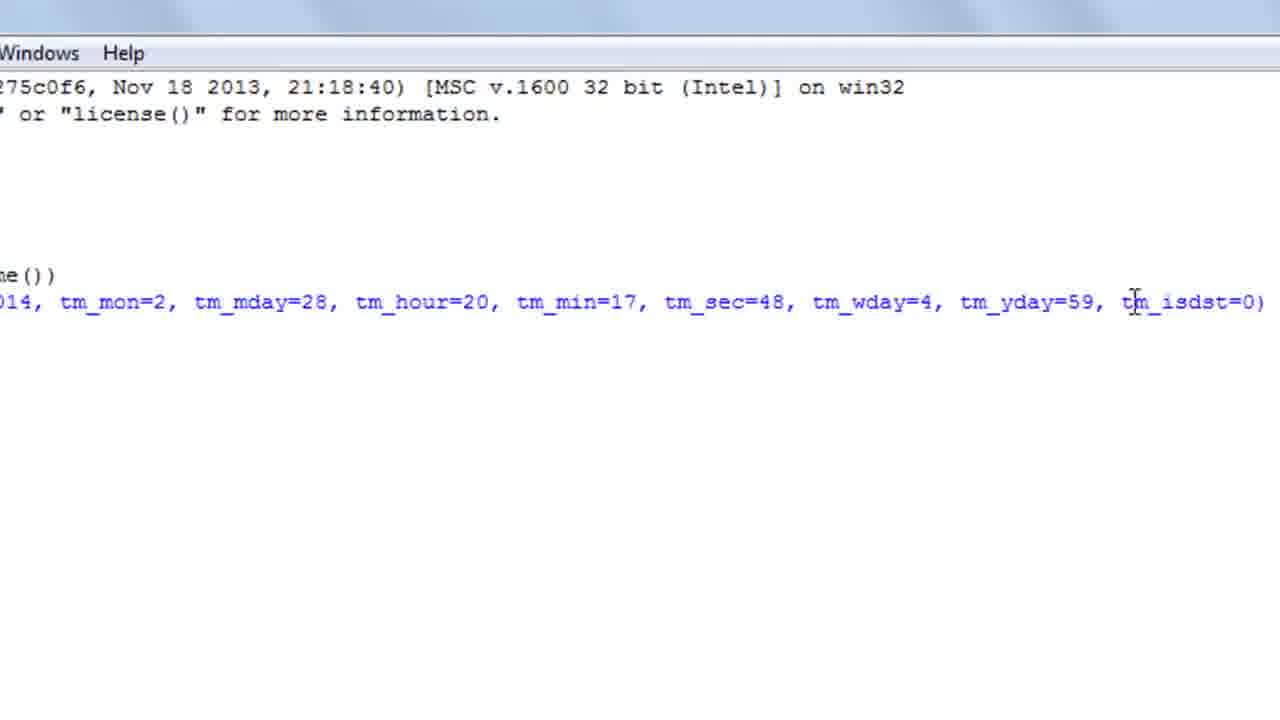 Windows Help
275c0f6, Nov 18 2013, 21:18:40) [MSC v.1600 32 bit (Intel)] on win32
" or "license()" for more information.
me())
014, tm_mon=2, tm_mday=28, tm_hour=20, tm_min=17, tm_sec=48, tm_wday=4, tm_yday=59, tm_isdst=0)